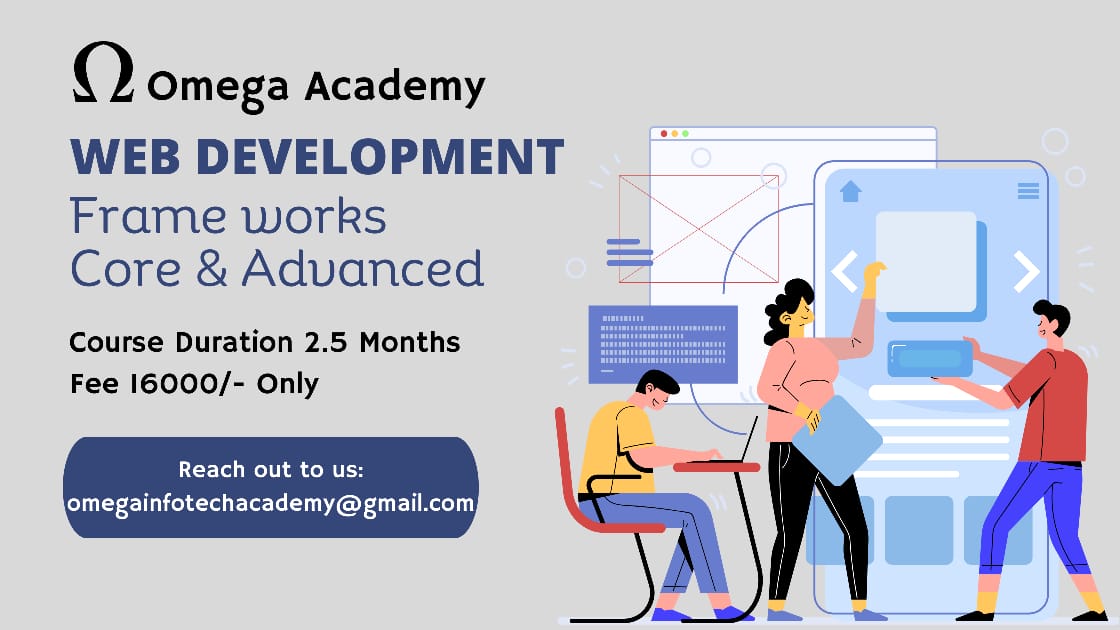 Ω Omega Academy
WEB DEVELOPMENT
Frame works
Core & Advanced
Course Duration 2.5 Months
Fee 16000/- Only
Reach out to us:
omegainfotechacademy@gmail.com